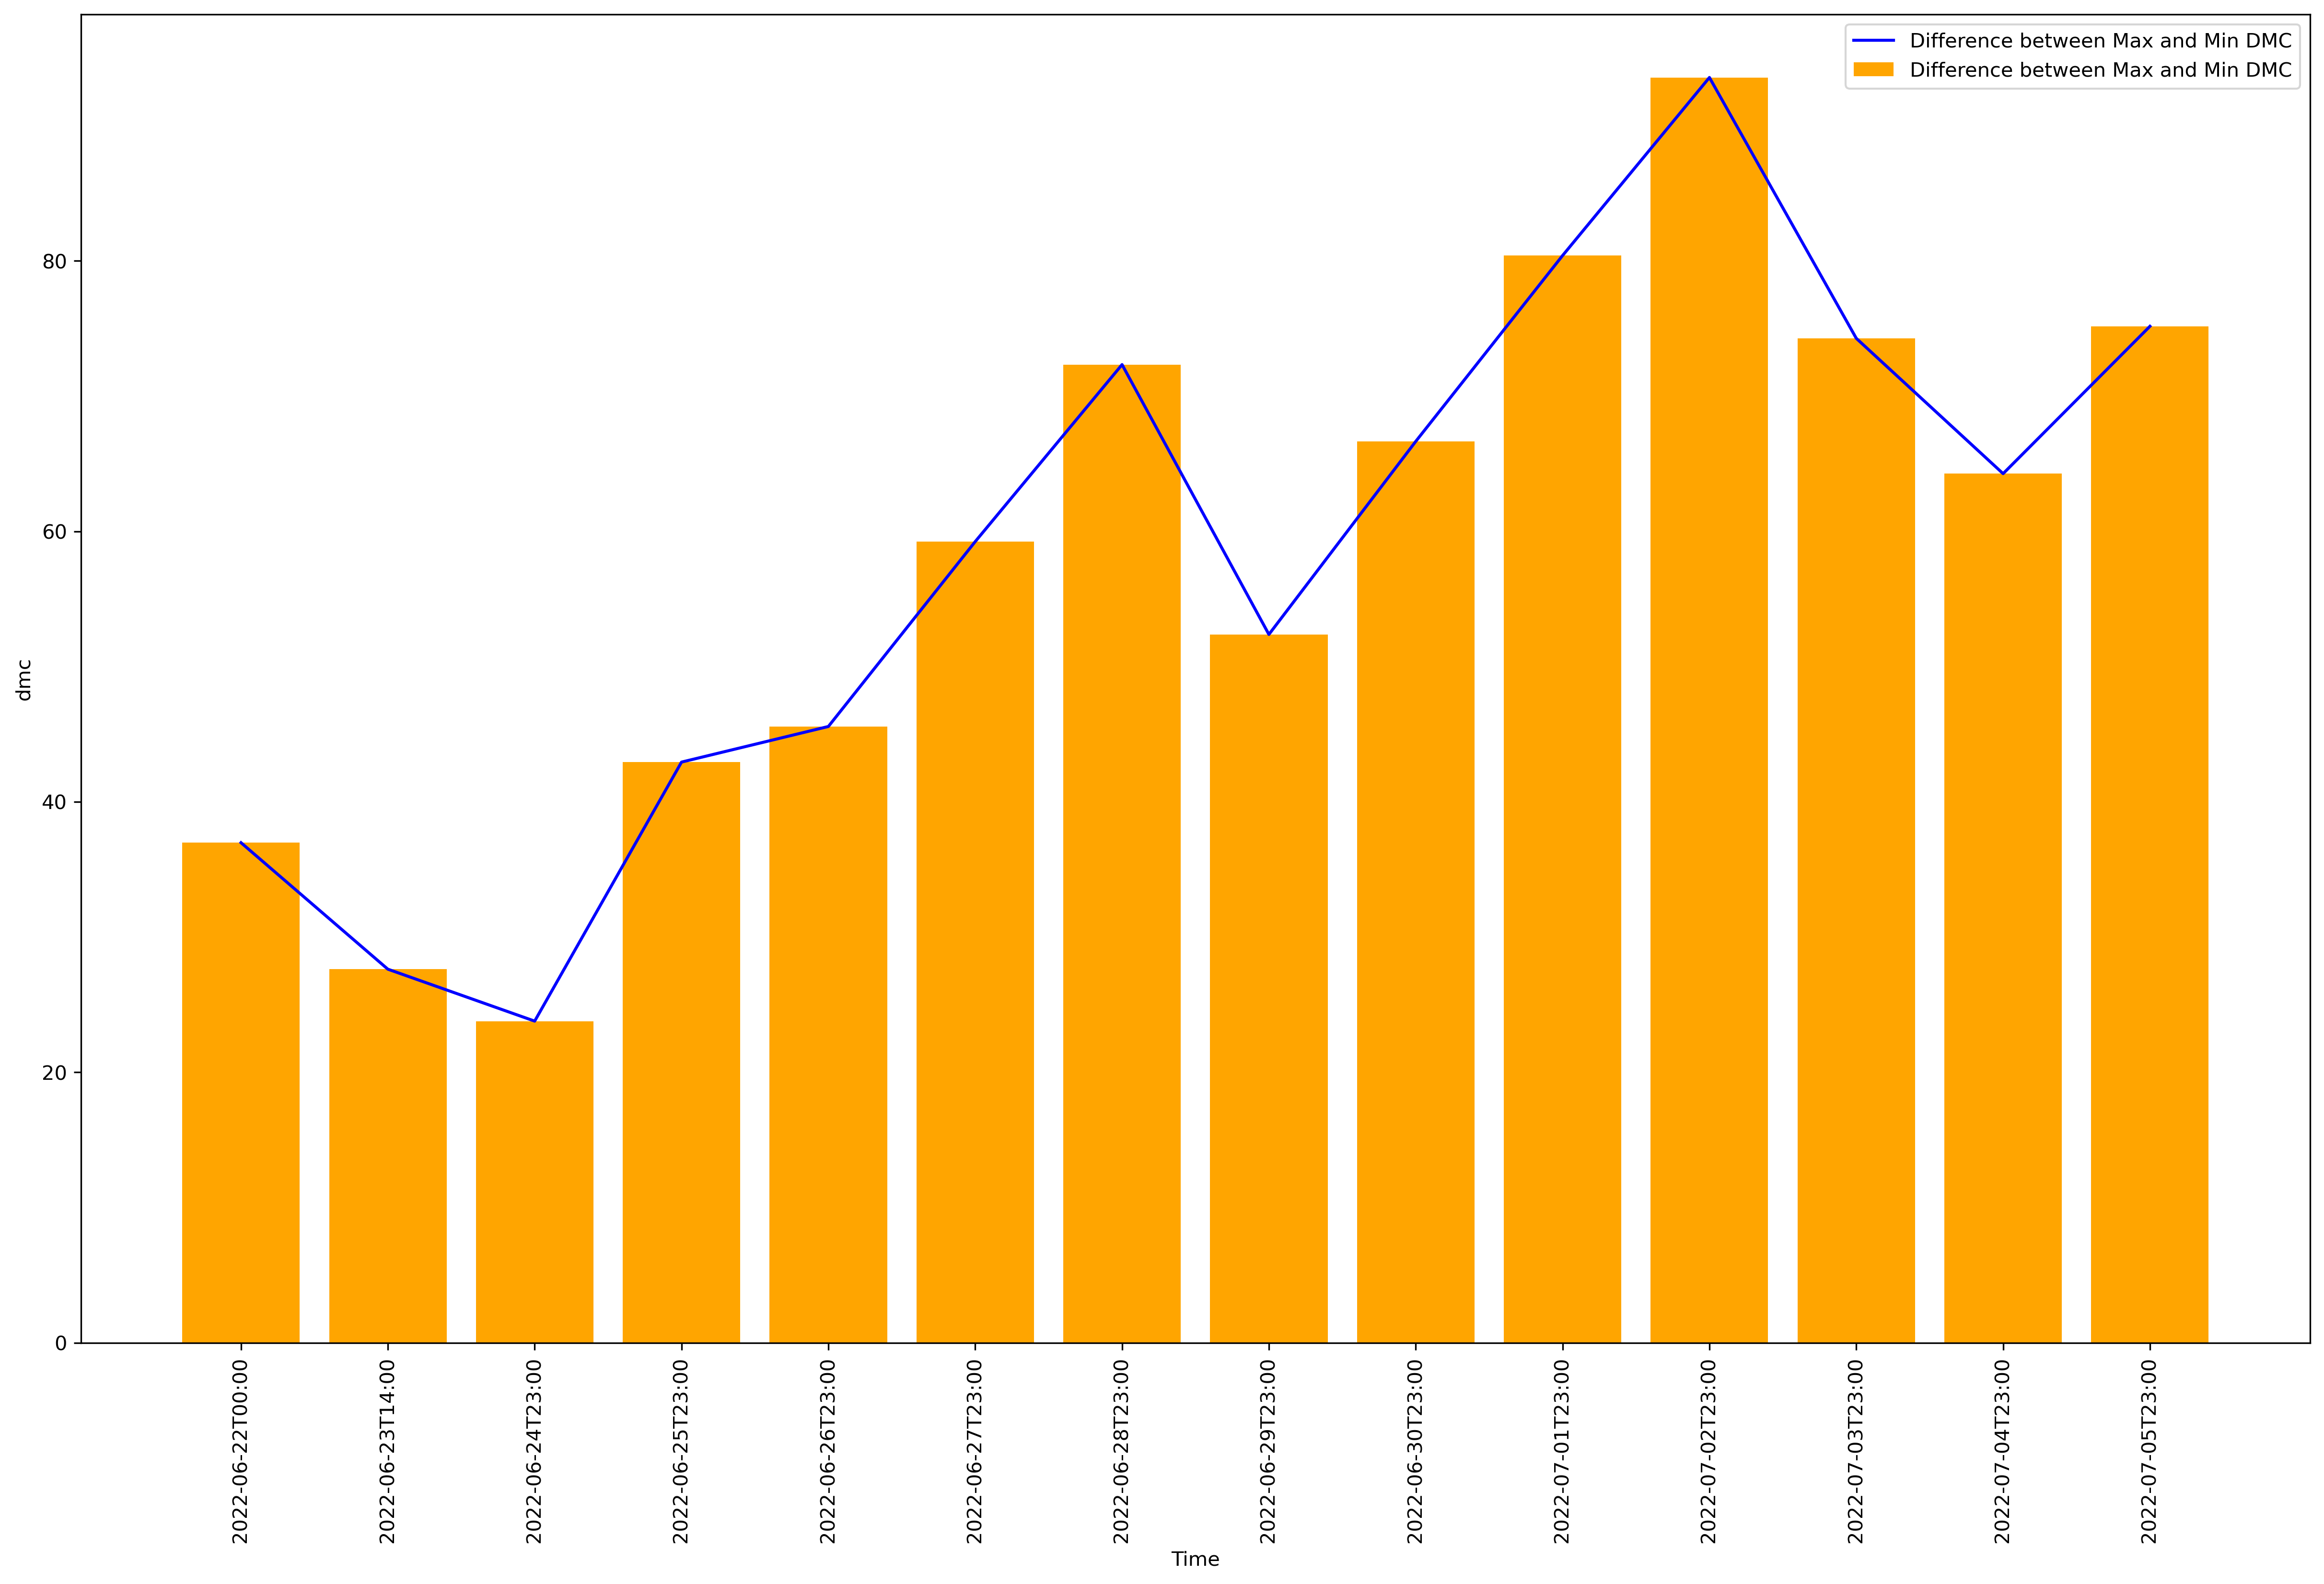 Difference between Max and Min DMC
Difference between Max and Min DMC
80
60
40
20
0
dmc
2022-06-22T00:00
2022-06-23T14:00
2022-06-24T23:00
2022-06-25T23:00
2022-06-26T23:00
2022-06-27T23:00
2022-06-28T23:00
2022-06-29T23:00
2022-06-30T23:00
2022-07-01T23:00
2022-07-02T23:00
2022-07-03T23:00
2022-07-04T23:00
2022-07-05T23:00
Time